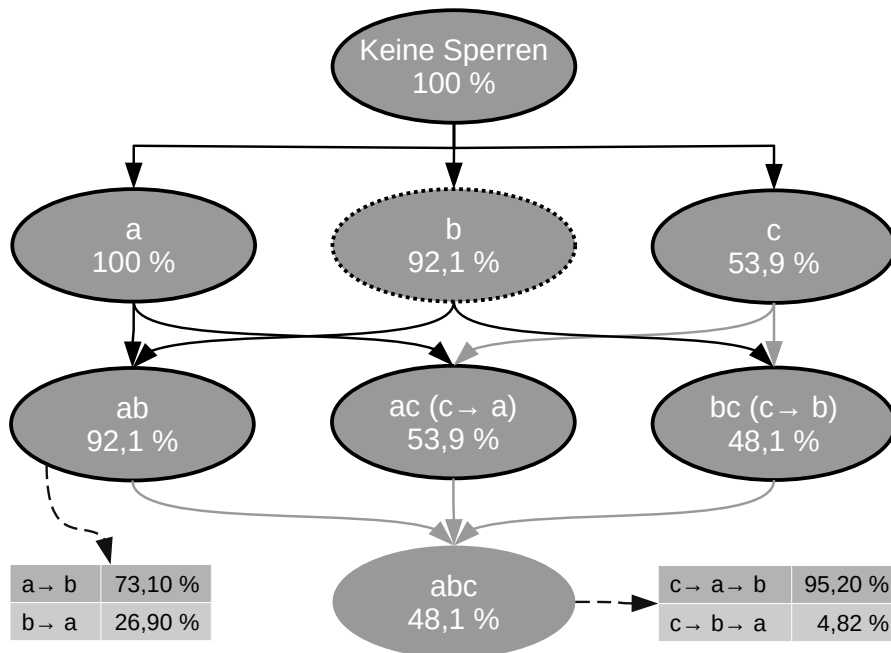 Keine Sperren
100 %
a
100 %
b
92,1 %
c
53,9 %
ab
92,1 %
ac (c→ a)
53,9 %
bc (c→ b)
48,1 %
a→ b 73,10 %
b→ a 26,90 %
abc
48,1 %
c→ a→ b 95,20 %
c→ b→ a 4,82 %